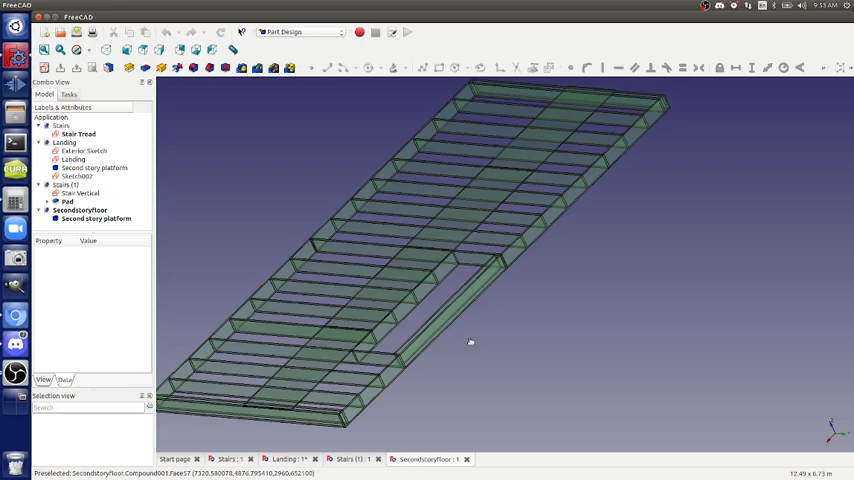 FreeCAD
En
9:53 AM
FreeCAD
Part Design
Combo View
Model
Tasks
Labels & Attributes
Application
Stairs
Stair Tread
Landing
Exterior Sketch
Landing
Second story platform
Sketch002
Stairs (1)
Stair Vertical
Pad
Secondstoryfloor
Second story platform
Property
Value
View
Data
Selection view
Search
Start page
Stairs : 1
Landing : 1*
Stairs (1) : 1
Secondstoryfloor : 1
Preselected: Secondstoryfloor.Compound001.Face57 (7320.580078,4876.795410,2960.652100)
12.49 x 6.73 m